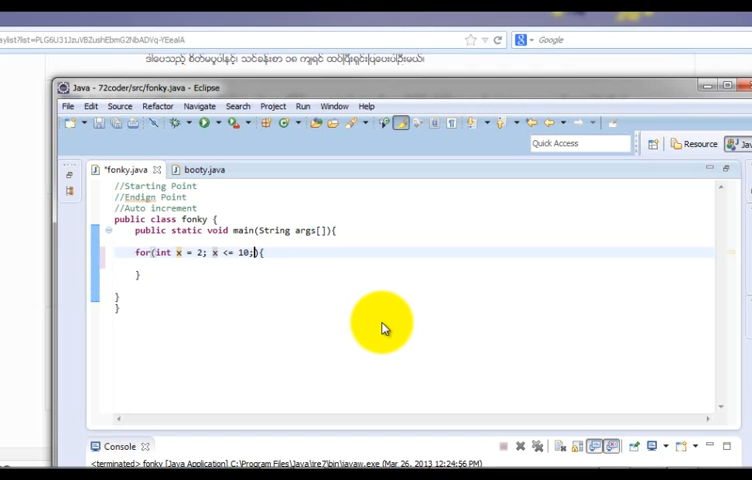 aylist?list=PLG6U31JzuVBZushEbmG2NbAmprate-YEealA
Google
Java - 72coder/src/fonky.java - Eclipse
File Edit Source Refactor Navigate Search Project Run Window Help
Quick Access
Resource
*fonky.java
booty.java
//Starting Point
//Endign Point
//Auto increment
public class fonky {
public static void main(String args[]){
for(int x = 2; x <= 10;){
}
}
}
Console
<terminated> fonky [Java Application] C:\Program Files\Java\jre7\bin\javaw.exe (Mar 26, 2013 12:24:56 PM)